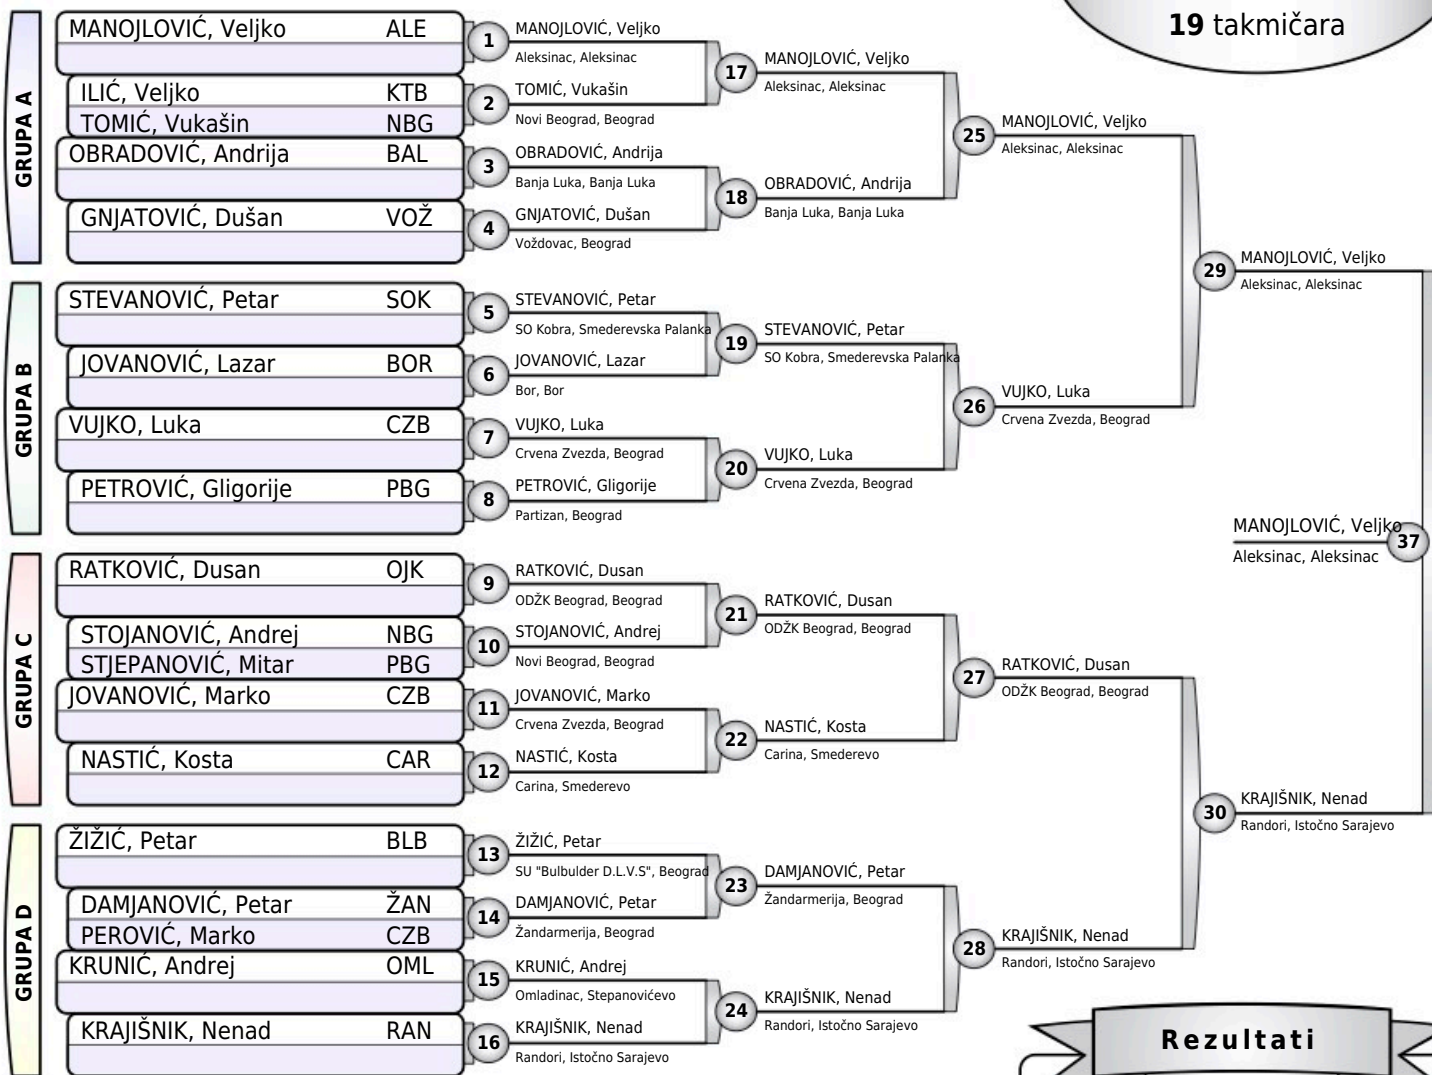 19 takmičara
GRUPA A
MANOJLOVIĆ, Veljko ALE
ILIĆ, Veljko KTB
TOMIĆ, Vukašin NBG
OBRADOVIĆ, Andrija BAL
GNJATOVIĆ, Dušan VOŽ
GRUPA B
STEVANOVIĆ, Petar SOK
JOVANOVIĆ, Lazar BOR
VUJKO, Luka CZB
PETROVIĆ, Gligorije PBG
GRUPA C
RATKOVIĆ, Dusan OJK
STOJANOVIĆ, Andrej NBG
STJEPANOVIĆ, Mitar PBG
JOVANOVIĆ, Marko CZB
NASTIĆ, Kosta CAR
GRUPA D
ŽIŽIĆ, Petar BLB
DAMJANOVIĆ, Petar ŽAN
PEROVIĆ, Marko CZB
KRUNIĆ, Andrej OML
KRAJIŠNIK, Nenad RAN
1 MANOJLOVIĆ, Veljko
Aleksinac, Aleksinac
2 TOMIĆ, Vukašin
Novi Beograd, Beograd
3 OBRADOVIĆ, Andrija
Banja Luka, Banja Luka
4 GNJATOVIĆ, Dušan
Voždovac, Beograd
5 STEVANOVIĆ, Petar
SO Kobra, Smederevska Palanka
6 JOVANOVIĆ, Lazar
Bor, Bor
7 VUJKO, Luka
Crvena Zvezda, Beograd
8 PETROVIĆ, Gligorije
Partizan, Beograd
9 RATKOVIĆ, Dusan
ODŽK Beograd, Beograd
10 STOJANOVIĆ, Andrej
Novi Beograd, Beograd
11 JOVANOVIĆ, Marko
Crvena Zvezda, Beograd
12 NASTIĆ, Kosta
Carina, Smederevo
13 ŽIŽIĆ, Petar
SU "Bulbulder D.L.V.S", Beograd
14 DAMJANOVIĆ, Petar
Žandarmerija, Beograd
15 KRUNIĆ, Andrej
Omladinac, Stepanovićevo
16 KRAJIŠNIK, Nenad
Randori, Istočno Sarajevo
17 MANOJLOVIĆ, Veljko
Aleksinac, Aleksinac
18 OBRADOVIĆ, Andrija
Banja Luka, Banja Luka
19 STEVANOVIĆ, Petar
SO Kobra, Smederevska Palanka
20 VUJKO, Luka
Crvena Zvezda, Beograd
21 RATKOVIĆ, Dusan
ODŽK Beograd, Beograd
22 NASTIĆ, Kosta
Carina, Smederevo
23 DAMJANOVIĆ, Petar
Žandarmerija, Beograd
24 KRAJIŠNIK, Nenad
Randori, Istočno Sarajevo
25 MANOJLOVIĆ, Veljko
Aleksinac, Aleksinac
26 VUJKO, Luka
Crvena Zvezda, Beograd
27 RATKOVIĆ, Dusan
ODŽK Beograd, Beograd
28 KRAJIŠNIK, Nenad
Randori, Istočno Sarajevo
29 MANOJLOVIĆ, Veljko
Aleksinac, Aleksinac
30 KRAJIŠNIK, Nenad
Randori, Istočno Sarajevo
MANOJLOVIĆ, Veljko 37
Aleksinac, Aleksinac
Rezultati